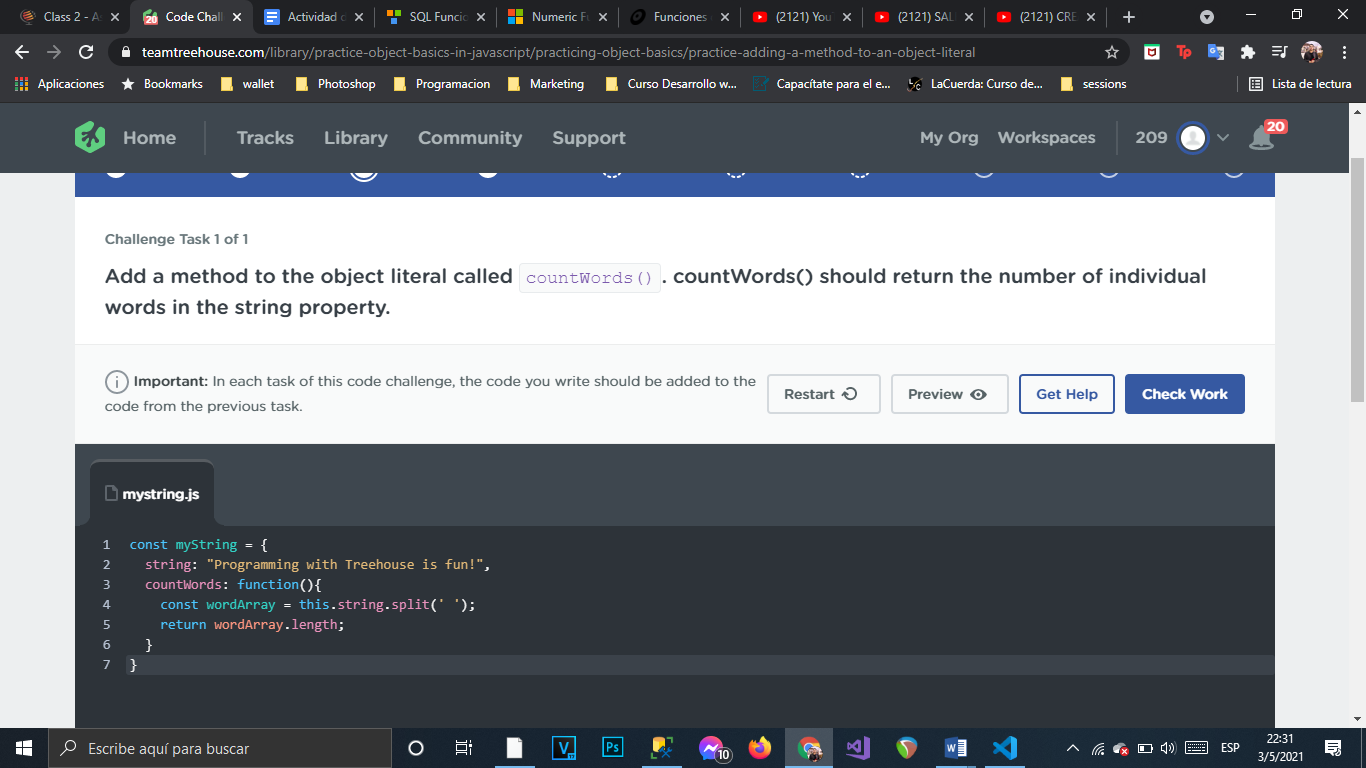 Class 2 - A
Code Chall
Actividad d
SQL Funcio
Numeric Fu
Funciones
(2121) You
(2121) SAL
(2121) CRE
teamtreehouse.com/library/practice-object-basics-in-javascript/practicing-object-basics/practice-adding-a-method-to-an-object-literal
Aplicaciones Bookmarks wallet Photoshop Programacion Marketing Curso Desarrollo w... Capacítate para el e... LaCuerda: Curso de... sessions Lista de lectura
Home Tracks Library Community Support My Org Workspaces 209 20
Challenge Task 1 of 1
Add a method to the object literal called countWords(). countWords() should return the number of individual
words in the string property.
Important: In each task of this code challenge, the code you write should be added to the
code from the previous task.
Restart Preview Get Help Check Work
mystring.js
1 const myString = {
2 string: "Programming with Treehouse is fun!",
3 countWords: function(){
4 const wordArray = this.string.split(' ');
5 return wordArray.length;
6 }
7 }
Escribe aquí para buscar
10
ESP
22:31
3/5/2021